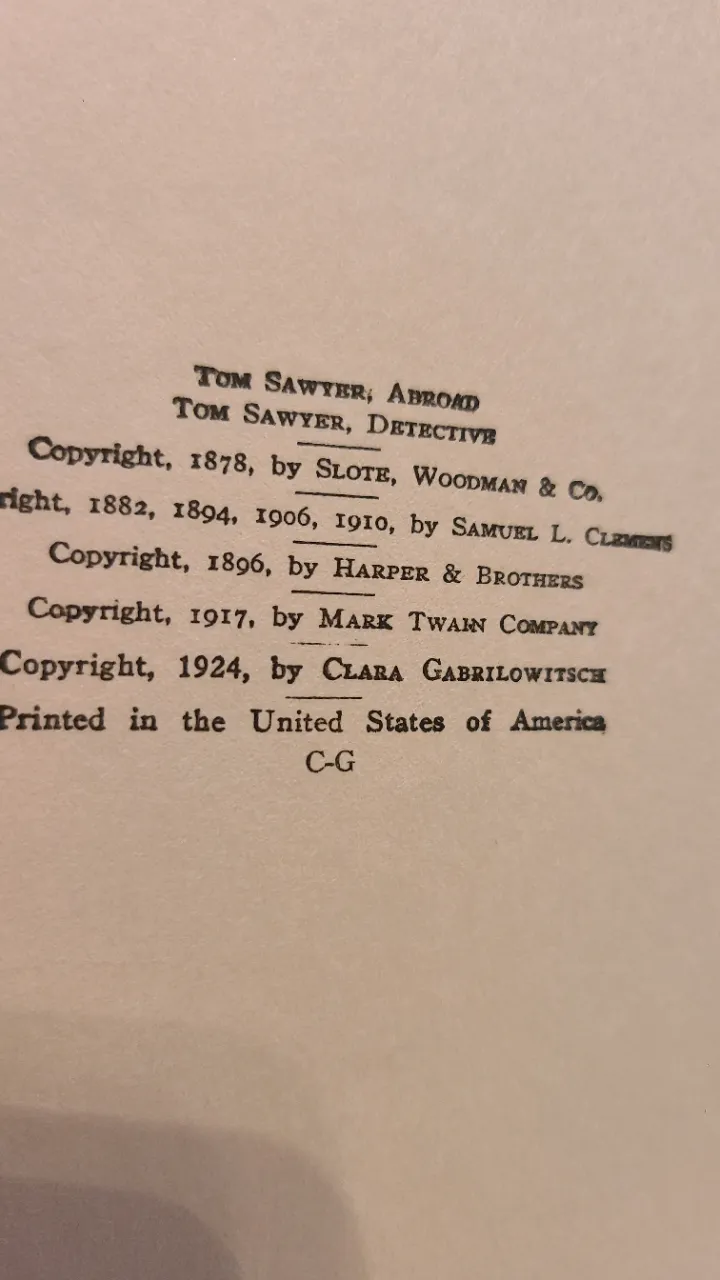 TOM SAWYER, ABROAD
TOM SAWYER, DETECTIVE
Copyright, 1878, by SLOTE, WOODMAN & CO.
right, 1882, 1894, 1906, 1910, by SAMUEL L. CLEMENS
Copyright, 1896, by HARPER & BROTHERS
Copyright, 1917, by MARK TWAIN COMPANY
Copyright, 1924, by CLARA GABRILOWITSCH
Printed in the United States of America
C-G